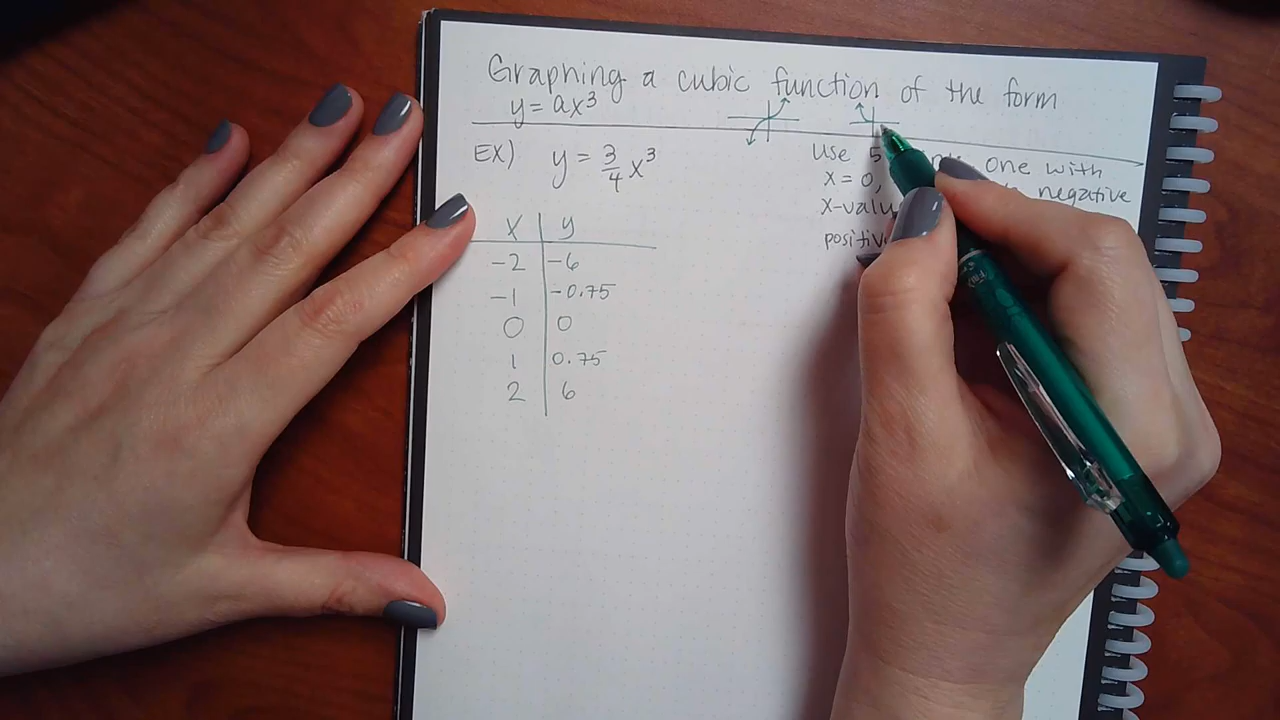 Graphing a cubic function of the form
y = ax³
EX) y = 3/4 x³
Use 5 one with
x = 0, negative
x-valu
positiv
x y
-2 -6
-1 -0.75
0 0
1 0.75
2 6